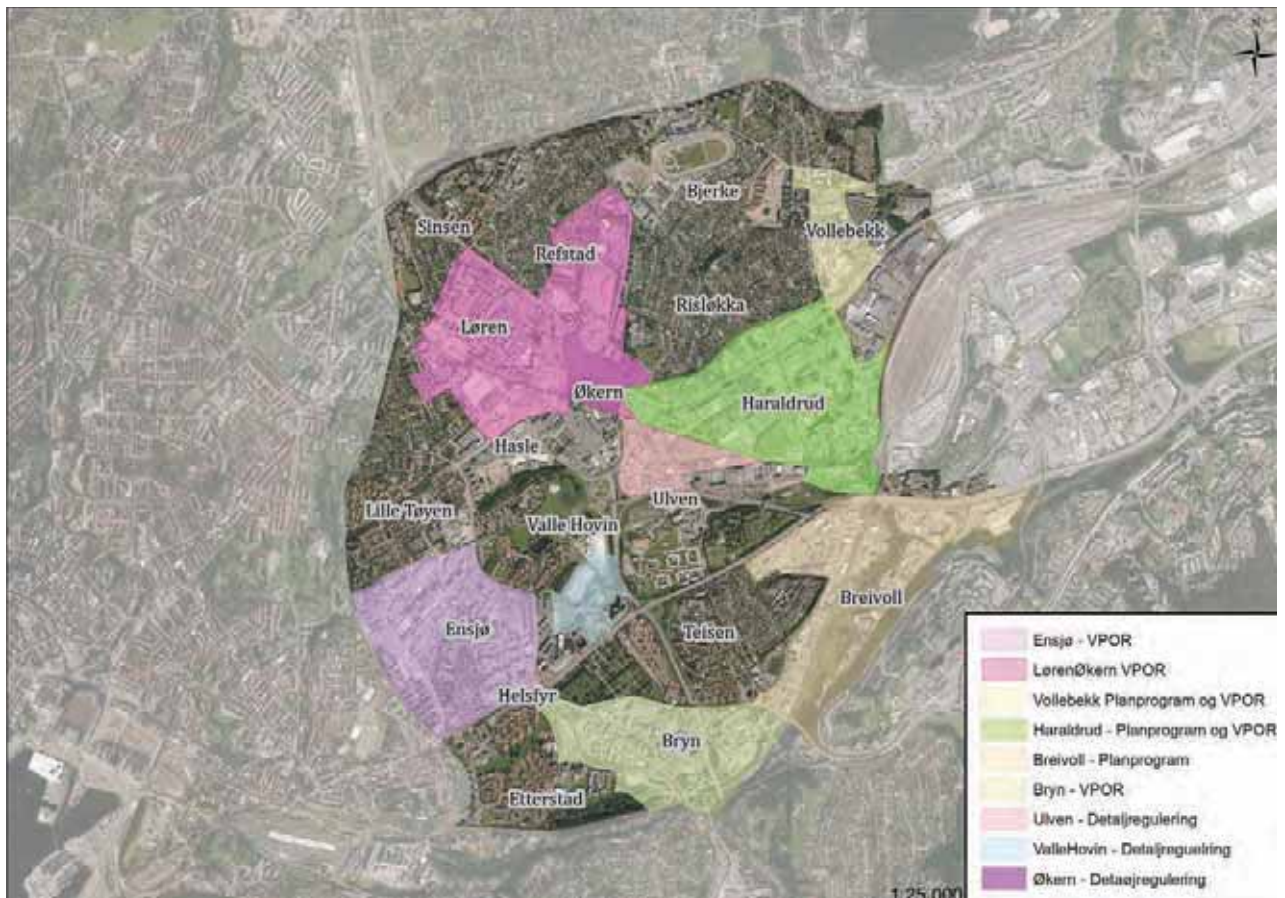 Bjerke
Sinsen
Vollebekk
Refstad
Risløkka
Løren
Økern
Haraldrud
Hasle
Ulven
Lille Tøyen
Valle Hovin
Breivoll
Ensjø
Teisen
Helsfyr
Bryn
Etterstad
Ensjø - VPOR
LørenØkern VPOR
Vollebekk Planprogram og VPOR
Haraldrud - Planprogram og VPOR
Breivoll - Planprogram
Bryn - VPOR
Ulven - Detaljregulering
ValleHovin - Detaljreguelring
Økern - Detaøjregulering
1:25,000